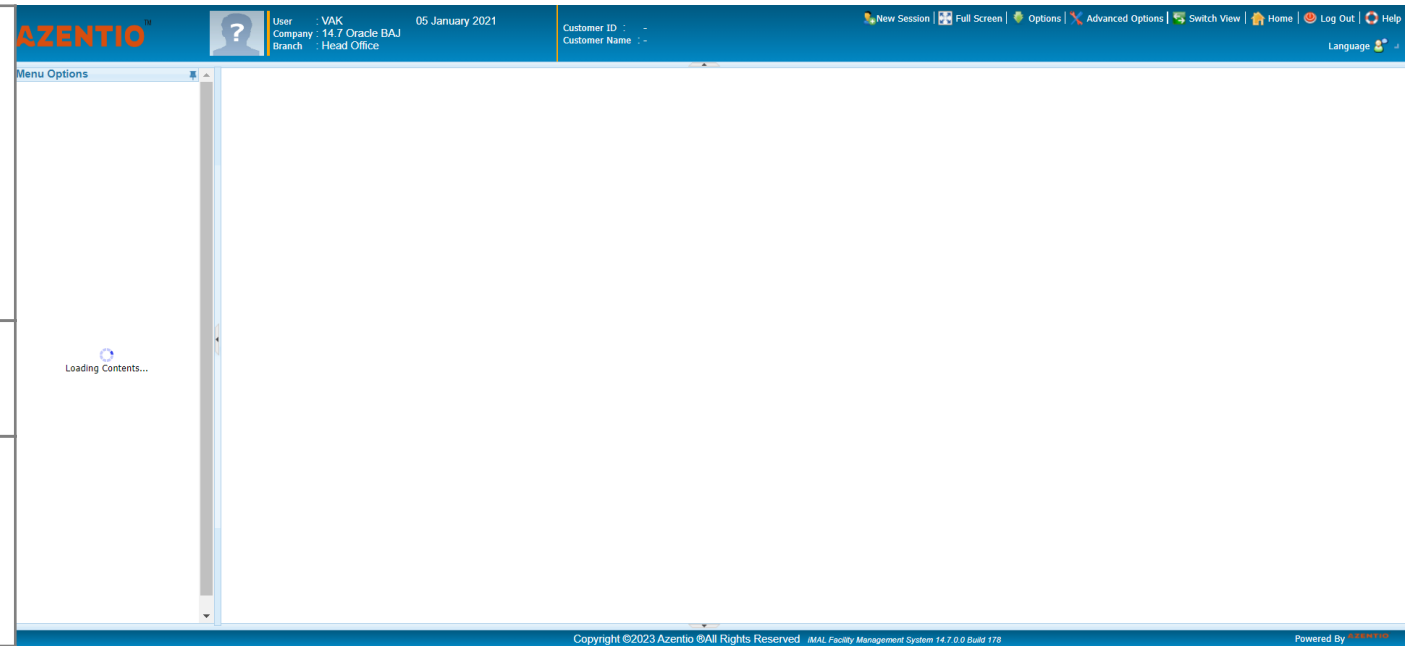 AZENTIO™
User : VAK 05 January 2021
Company : 14.7 Oracle BAJ
Branch : Head Office
Customer ID : -
Customer Name : -
New Session | Full Screen | Options | Advanced Options | Switch View | Home | Log Out | Help
Language
Menu Options
Loading Contents...
Copyright ©2023 Azentio ®All Rights Reserved iMAL Facility Management System 14.7.0.0 Build 178
Powered By AZENTIO